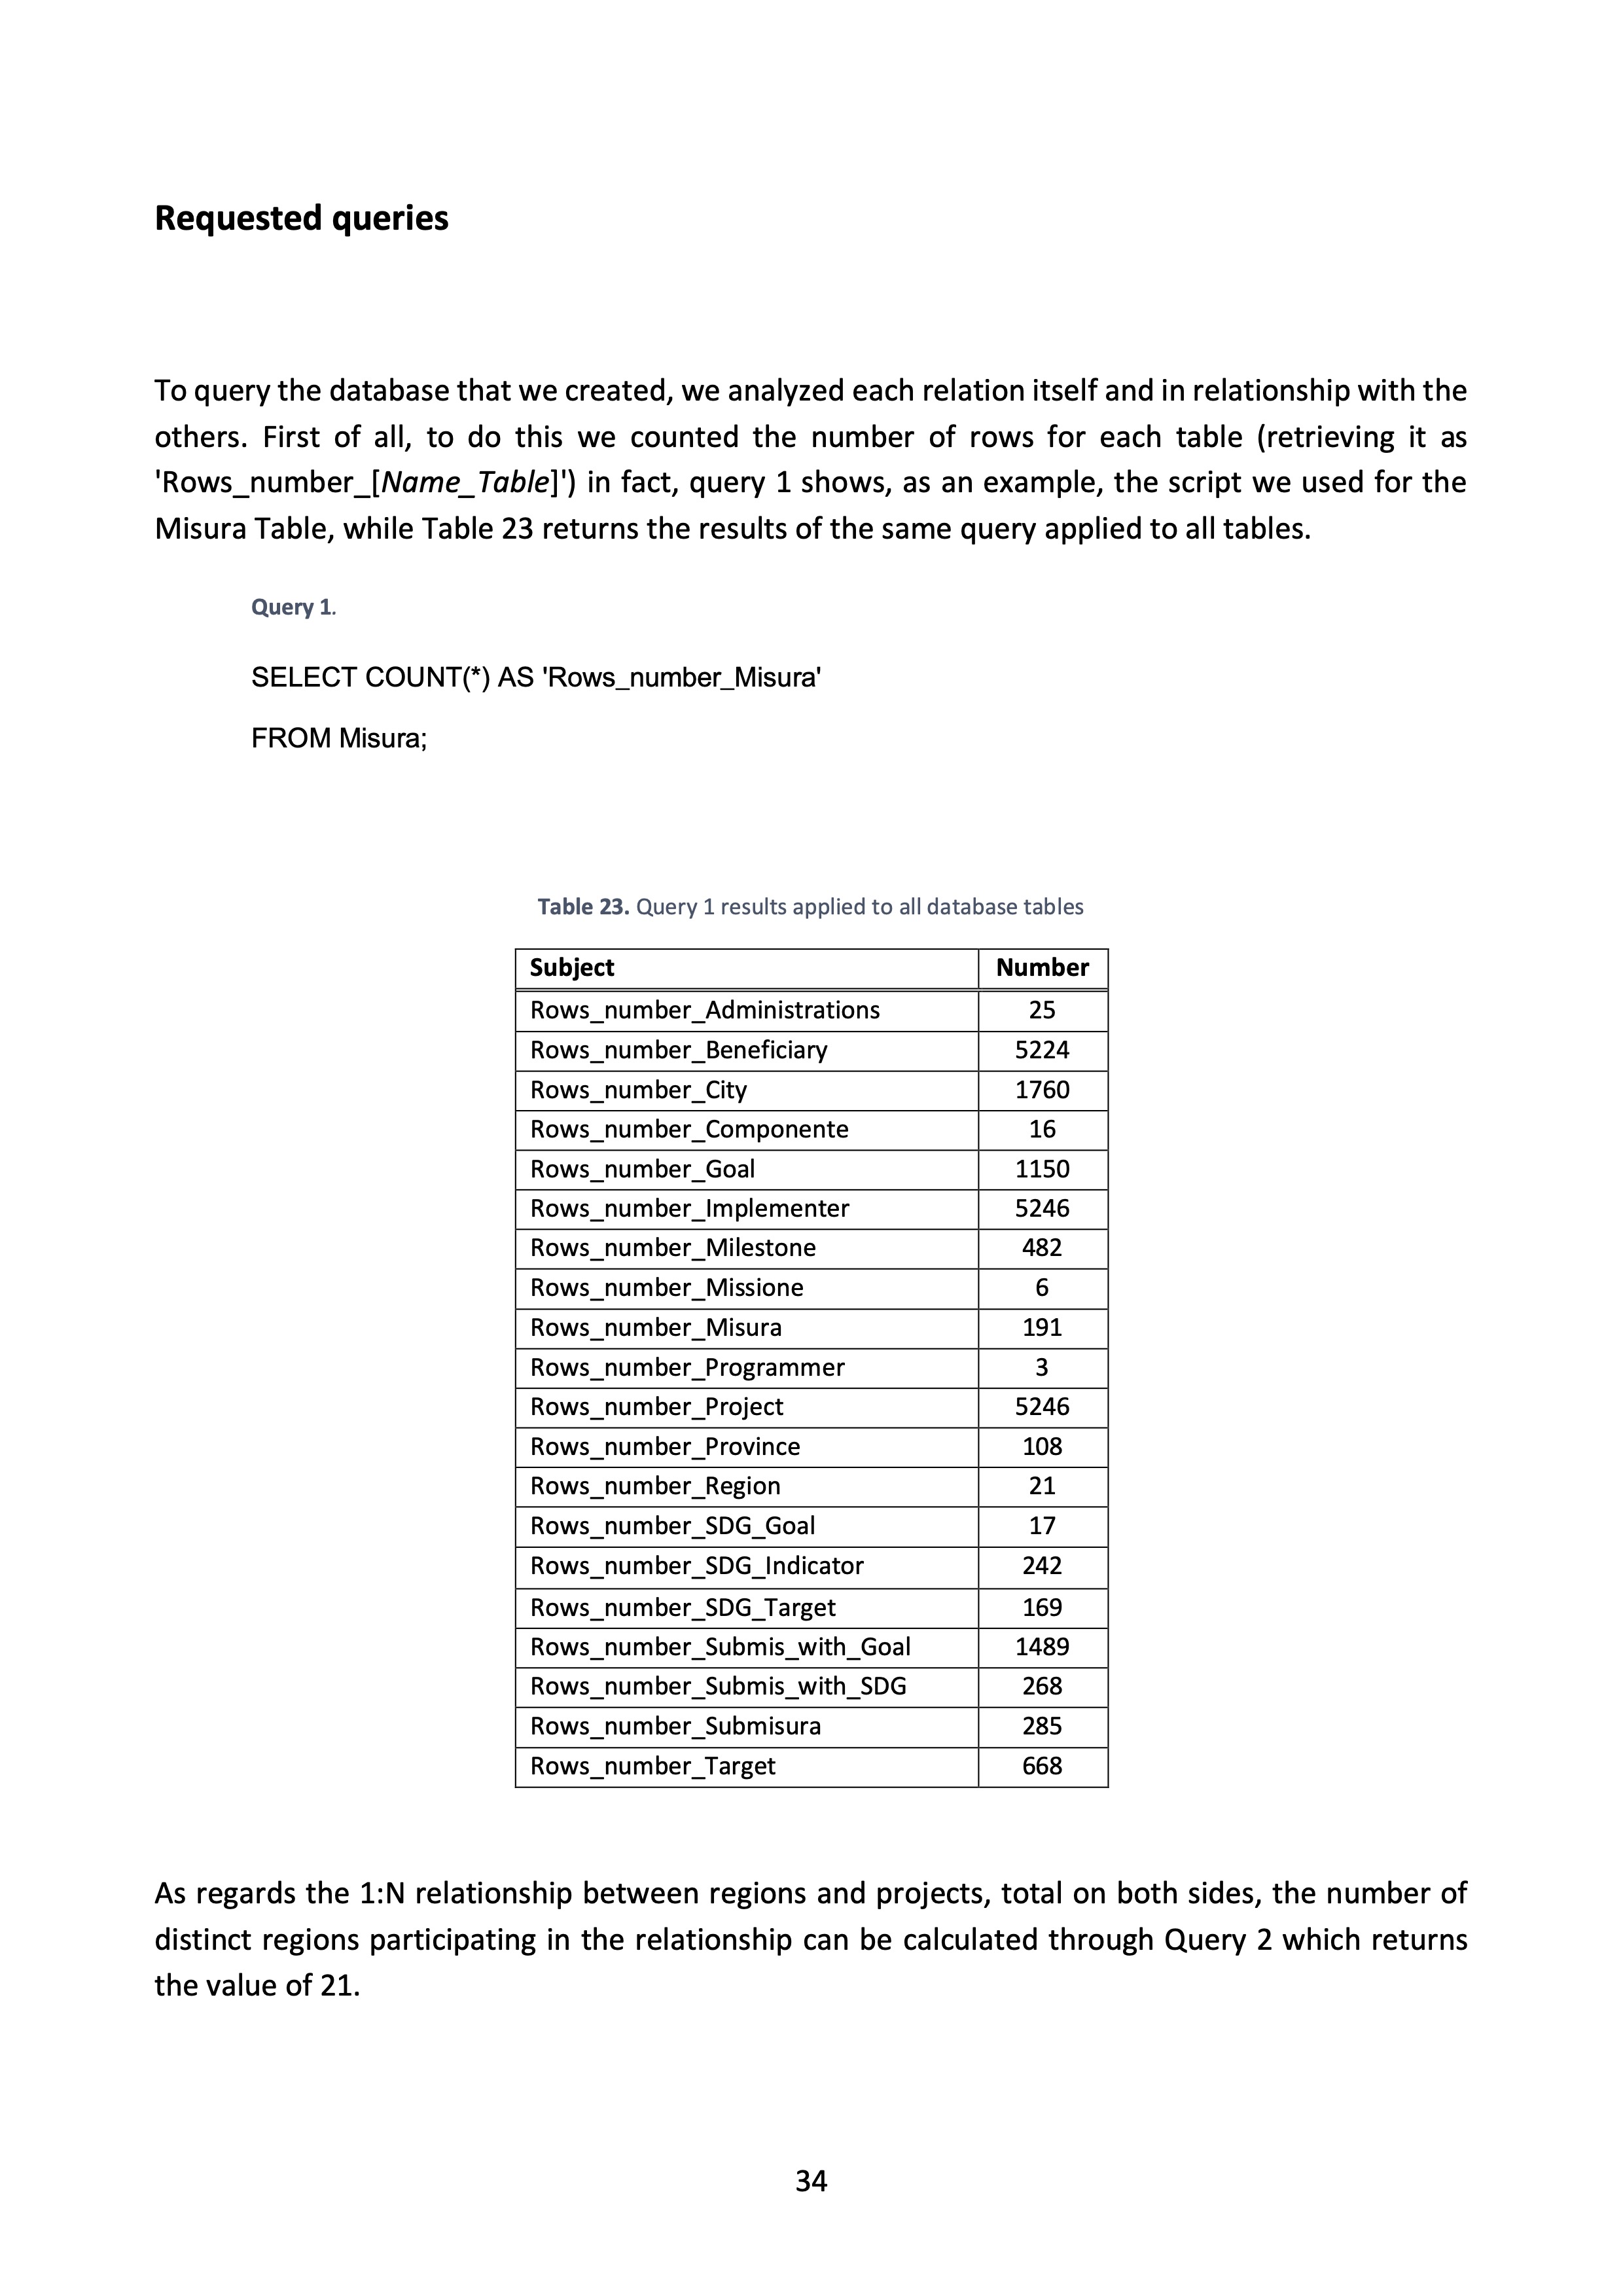 Requested queries
To query the database that we created, we analyzed each relation itself and in relationship with the
others. First of all, to do this we counted the number of rows for each table (retrieving it as
'Rows_number_[Name_Table]') in fact, query 1 shows, as an example, the script we used for the
Misura Table, while Table 23 returns the results of the same query applied to all tables.
Query 1.
SELECT COUNT(*) AS 'Rows_number_Misura'
FROM Misura;
Table 23. Query 1 results applied to all database tables
Subject Number
Rows_number_Administrations 25
Rows_number_Beneficiary 5224
Rows_number_City 1760
Rows_number_Componente 16
Rows_number_Goal 1150
Rows_number_Implementer 5246
Rows_number_Milestone 482
Rows_number_Missione 6
Rows_number_Misura 191
Rows_number_Programmer 3
Rows_number_Project 5246
Rows_number_Province 108
Rows_number_Region 21
Rows_number_SDG_Goal 17
Rows_number_SDG_Indicator 242
Rows_number_SDG_Target 169
Rows_number_Submis_with_Goal 1489
Rows_number_Submis_with_SDG 268
Rows_number_Submisura 285
Rows_number_Target 668
As regards the 1:N relationship between regions and projects, total on both sides, the number of
distinct regions participating in the relationship can be calculated through Query 2 which returns
the value of 21.
34